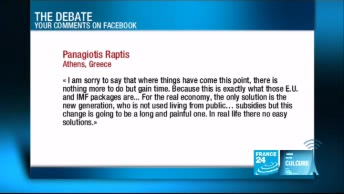 THE DEBATE
YOUR COMMENTS ON FACEBOOK
Panagiotis Raptis
Athens, Greece
« I am sorry to say that where things have come this point, there is
nothing more to do but gain time. Because this is exactly what those E.U.
and IMF packages are... For the real economy, the only solution is the
new generation, who is not used living from public... subsidies but this
change is going to be a long and painful one. In real life there no easy
solutions.»
FRANCE
24
CULTURE